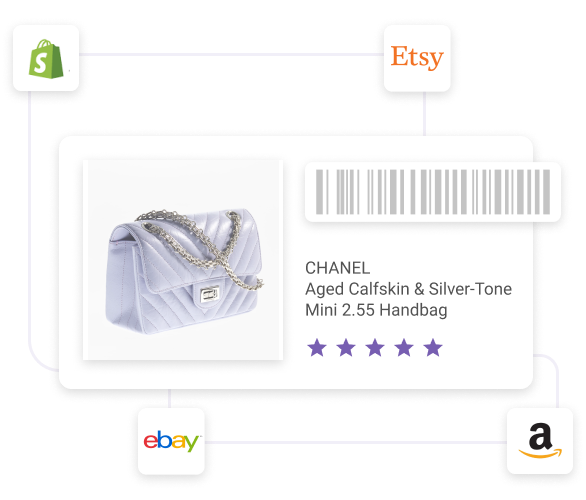 Etsy
CHANEL
Aged Calfskin & Silver-Tone
Mini 2.55 Handbag
ebay
a